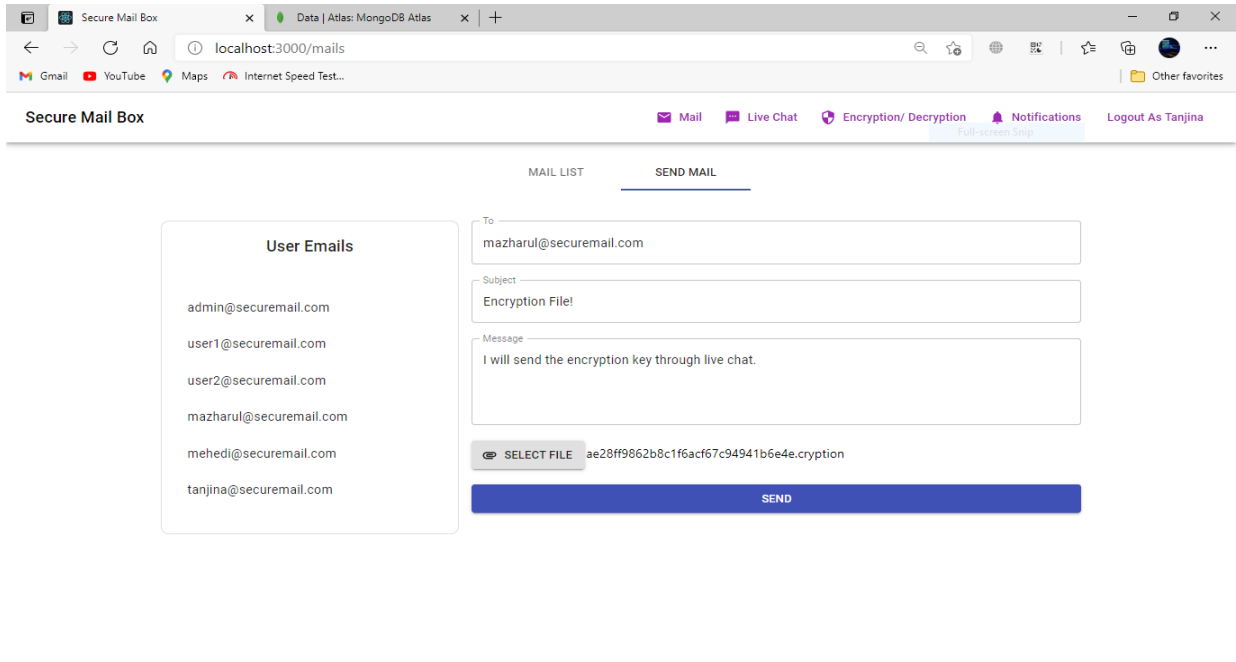 Secure Mail Box
Data | Atlas: MongoDB Atlas
localhost:3000/mails
Gmail YouTube Maps Internet Speed Test... Other favorites
Secure Mail Box Mail Live Chat Encryption/ Decryption Notifications Logout As Tanjina
Full-screen Snip
MAIL LIST SEND MAIL
User Emails
admin@securemail.com
user1@securemail.com
user2@securemail.com
mazharul@securemail.com
mehedi@securemail.com
tanjina@securemail.com
To
mazharul@securemail.com
Subject
Encryption File!
Message
I will send the encryption key through live chat.
SELECT FILE ae28ff9862b8c1f6acf67c94941b6e4e.cryption
SEND